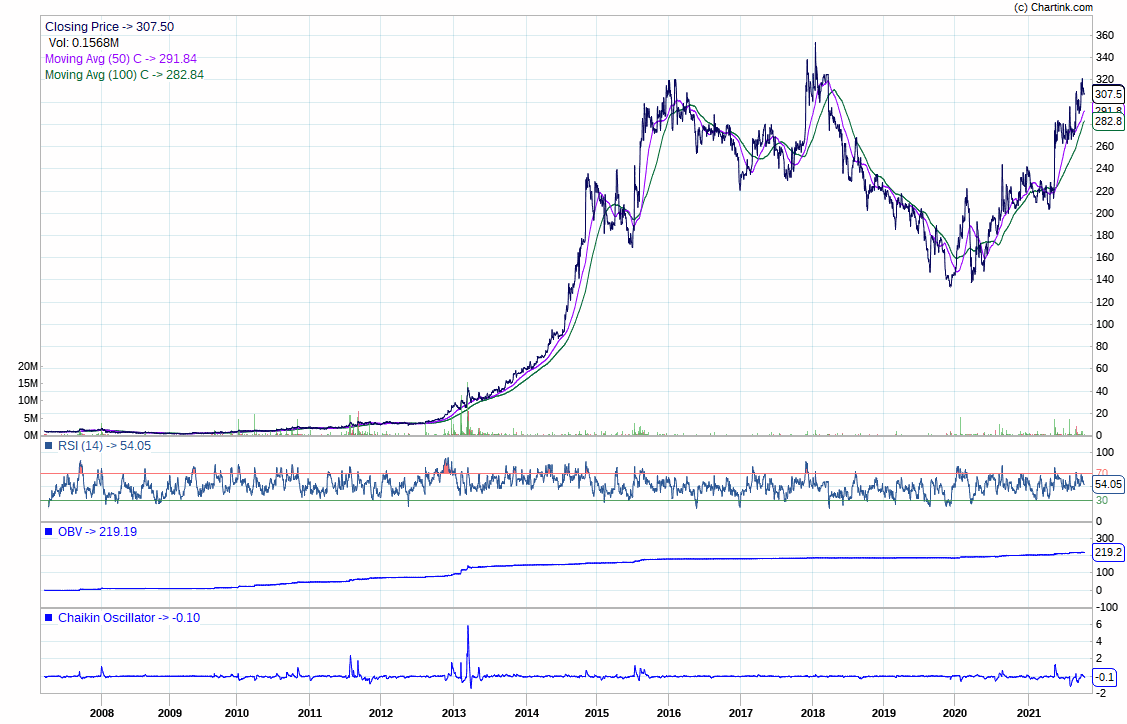 (c) Chartink.com
Closing Price -> 307.50
Vol: 0.1568M
Moving Avg (50) C -> 291.84
Moving Avg (100) C -> 282.84
360
340
320
307.5
291.8
282.8
260
240
220
200
180
160
140
120
100
80
60
40
20
0
20M
15M
10M
5M
0M
RSI (14) -> 54.05
100
70
54.05
30
0
OBV -> 219.19
300
219.2
100
0
-100
Chaikin Oscillator -> -0.10
6
4
2
-0.1
-2
2008 2009 2010 2011 2012 2013 2014 2015 2016 2017 2018 2019 2020 2021